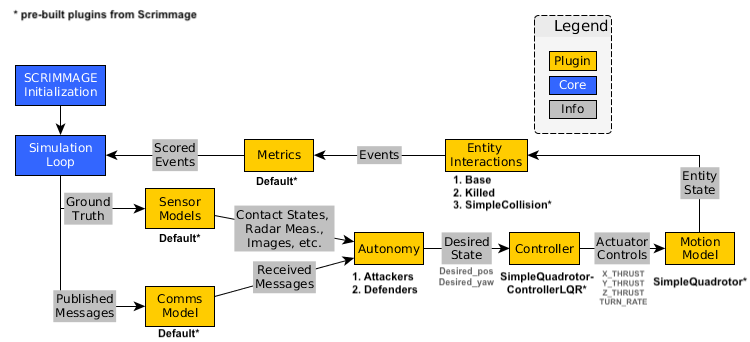 * pre-built plugins from Scrimmage
Legend
Plugin
Core
Info
SCRIMMAGE
Initialization
Simulation
Loop
Scored
Events
Metrics
Default*
Events
Entity
Interactions
1. Base
2. Killed
3. SimpleCollision*
Entity
State
Ground
Truth
Sensor
Models
Default*
Contact States,
Radar Meas.,
Images, etc.
Autonomy
1. Attackers
2. Defenders
Desired
State
Desired_pos
Desired_yaw
Controller
SimpleQuadrotor-
ControllerLQR*
Actuator
Controls
X_THRUST
Y_THRUST
Z_THRUST
TURN_RATE
Motion
Model
SimpleQuadrotor*
Received
Messages
Published
Messages
Comms
Model
Default*